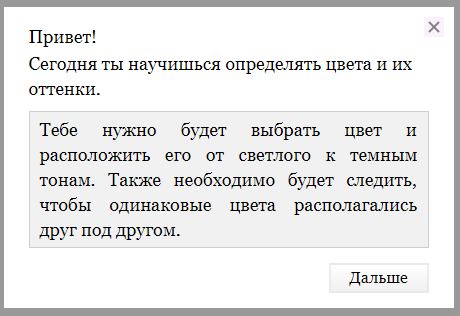 Привет!
Сегодня ты научишься определять цвета и их
оттенки.
Тебе нужно будет выбрать цвет и
расположить его от светлого к темным
тонам. Также необходимо будет следить,
чтобы одинаковые цвета располагались
друг под другом.
Дальше